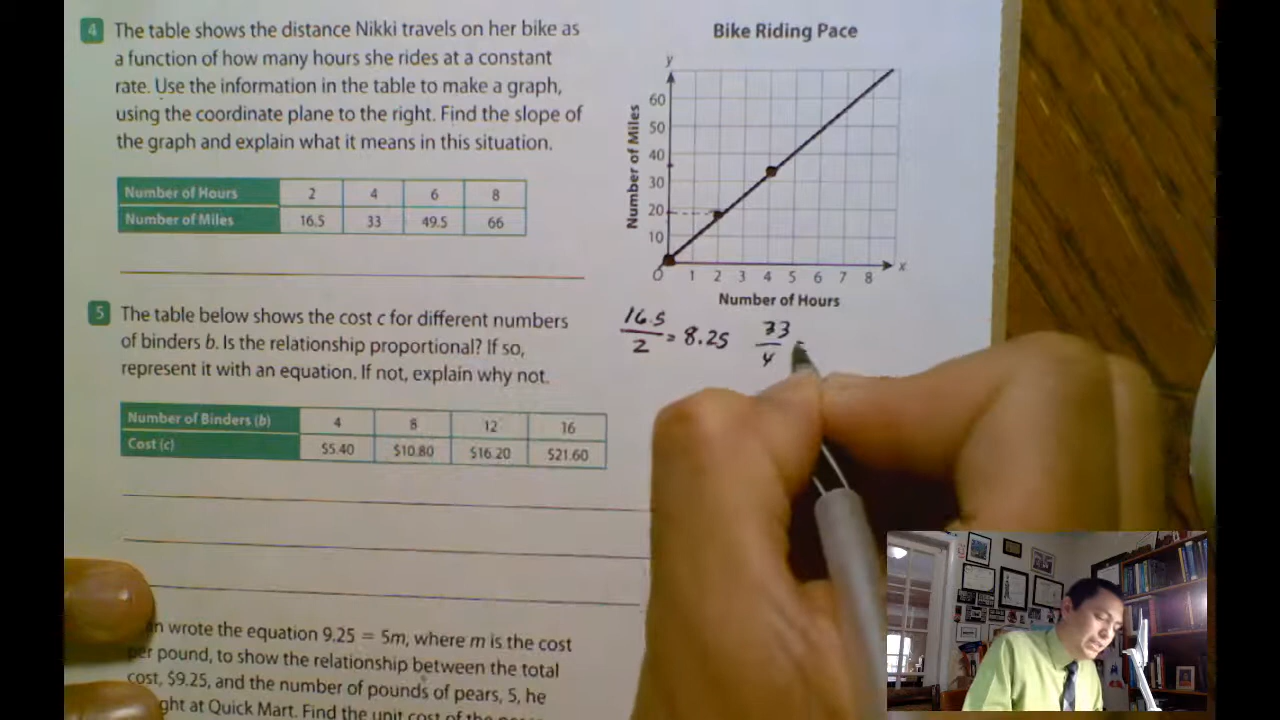 4 The table shows the distance Nikki travels on her bike as
a function of how many hours she rides at a constant
rate. Use the information in the table to make a graph,
using the coordinate plane to the right. Find the slope of
the graph and explain what it means in this situation.
Number of Hours 2 4 6 8
Number of Miles 16.5 33 49.5 66
Bike Riding Pace
y
Number of Miles
60
50
40
30
20
10
O 1 2 3 4 5 6 7 8 x
Number of Hours
16.5/2 = 8.25 33/4 =
5 The table below shows the cost c for different numbers
of binders b. Is the relationship proportional? If so,
represent it with an equation. If not, explain why not.
Number of Binders (b) 4 8 12 16
Cost (c) $5.40 $10.80 $16.20 $21.60
wrote the equation 9.25 = 5m, where m is the cost
per pound, to show the relationship between the total
cost, $9.25, and the number of pounds of pears, 5, he
at Quick Mart. Find the unit cost of the